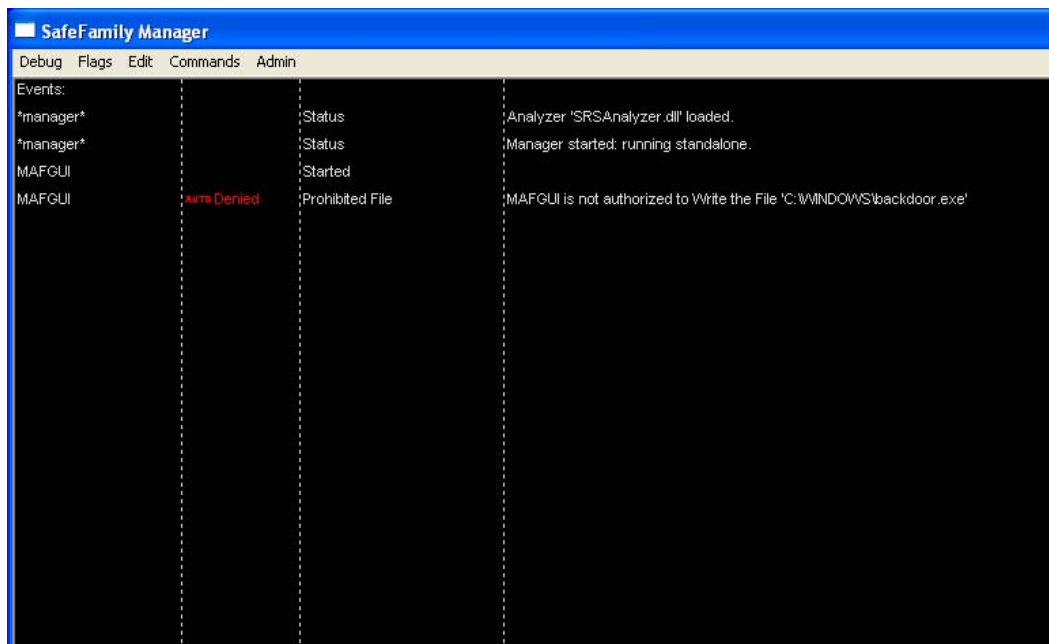 SafeFamily Manager
Debug Flags Edit Commands Admin
Events:
*manager* Status Analyzer 'SRSAnalyzer.dll' loaded.
*manager* Status Manager started: running standalone.
MAFGUI Started
MAFGUI AUTO Denied Prohibited File MAFGUI is not authorized to Write the File 'C:\WINDOWS\backdoor.exe'